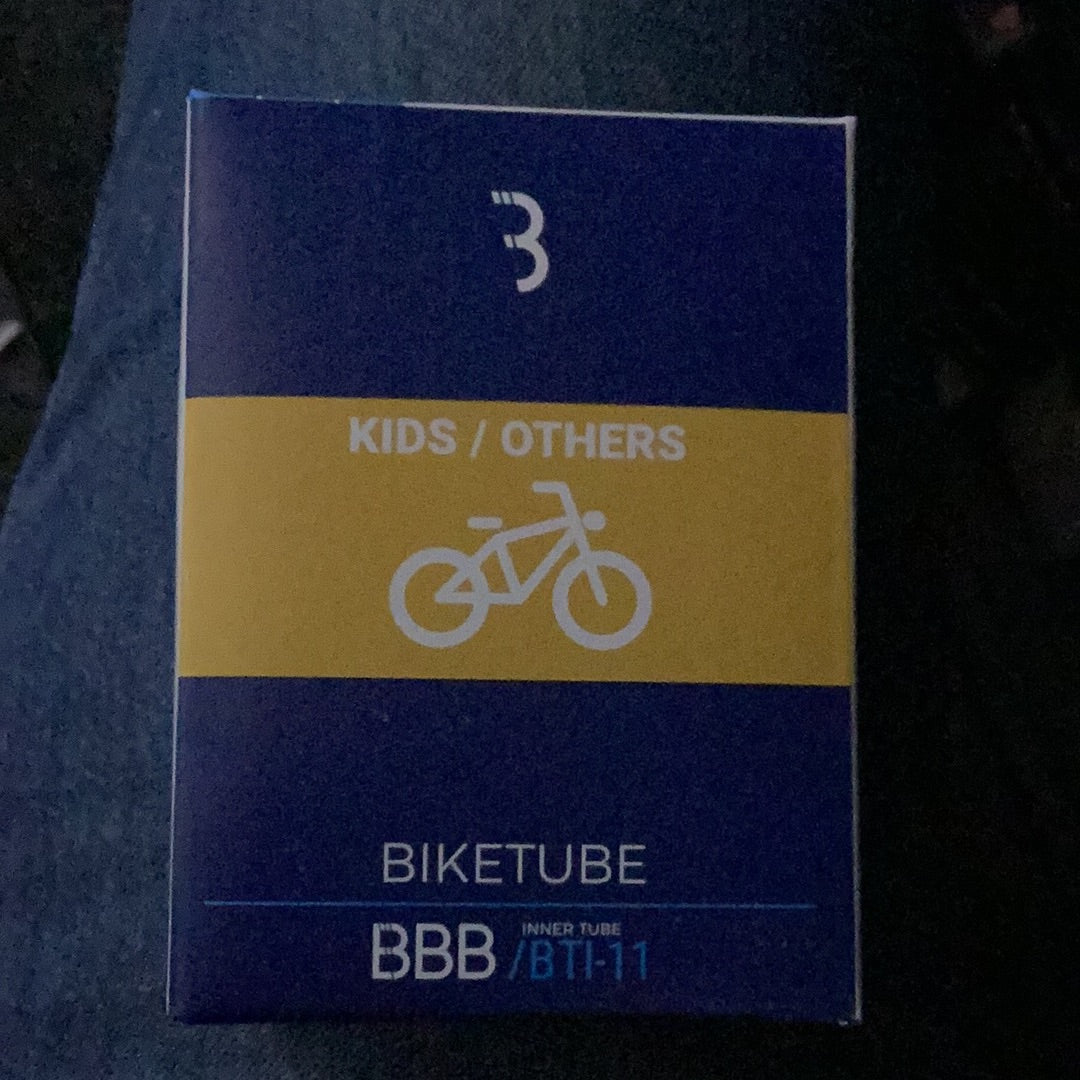 B
KIDS / OTHERS
BIKETUBE
BBB /BTI-11
INNER TUBE